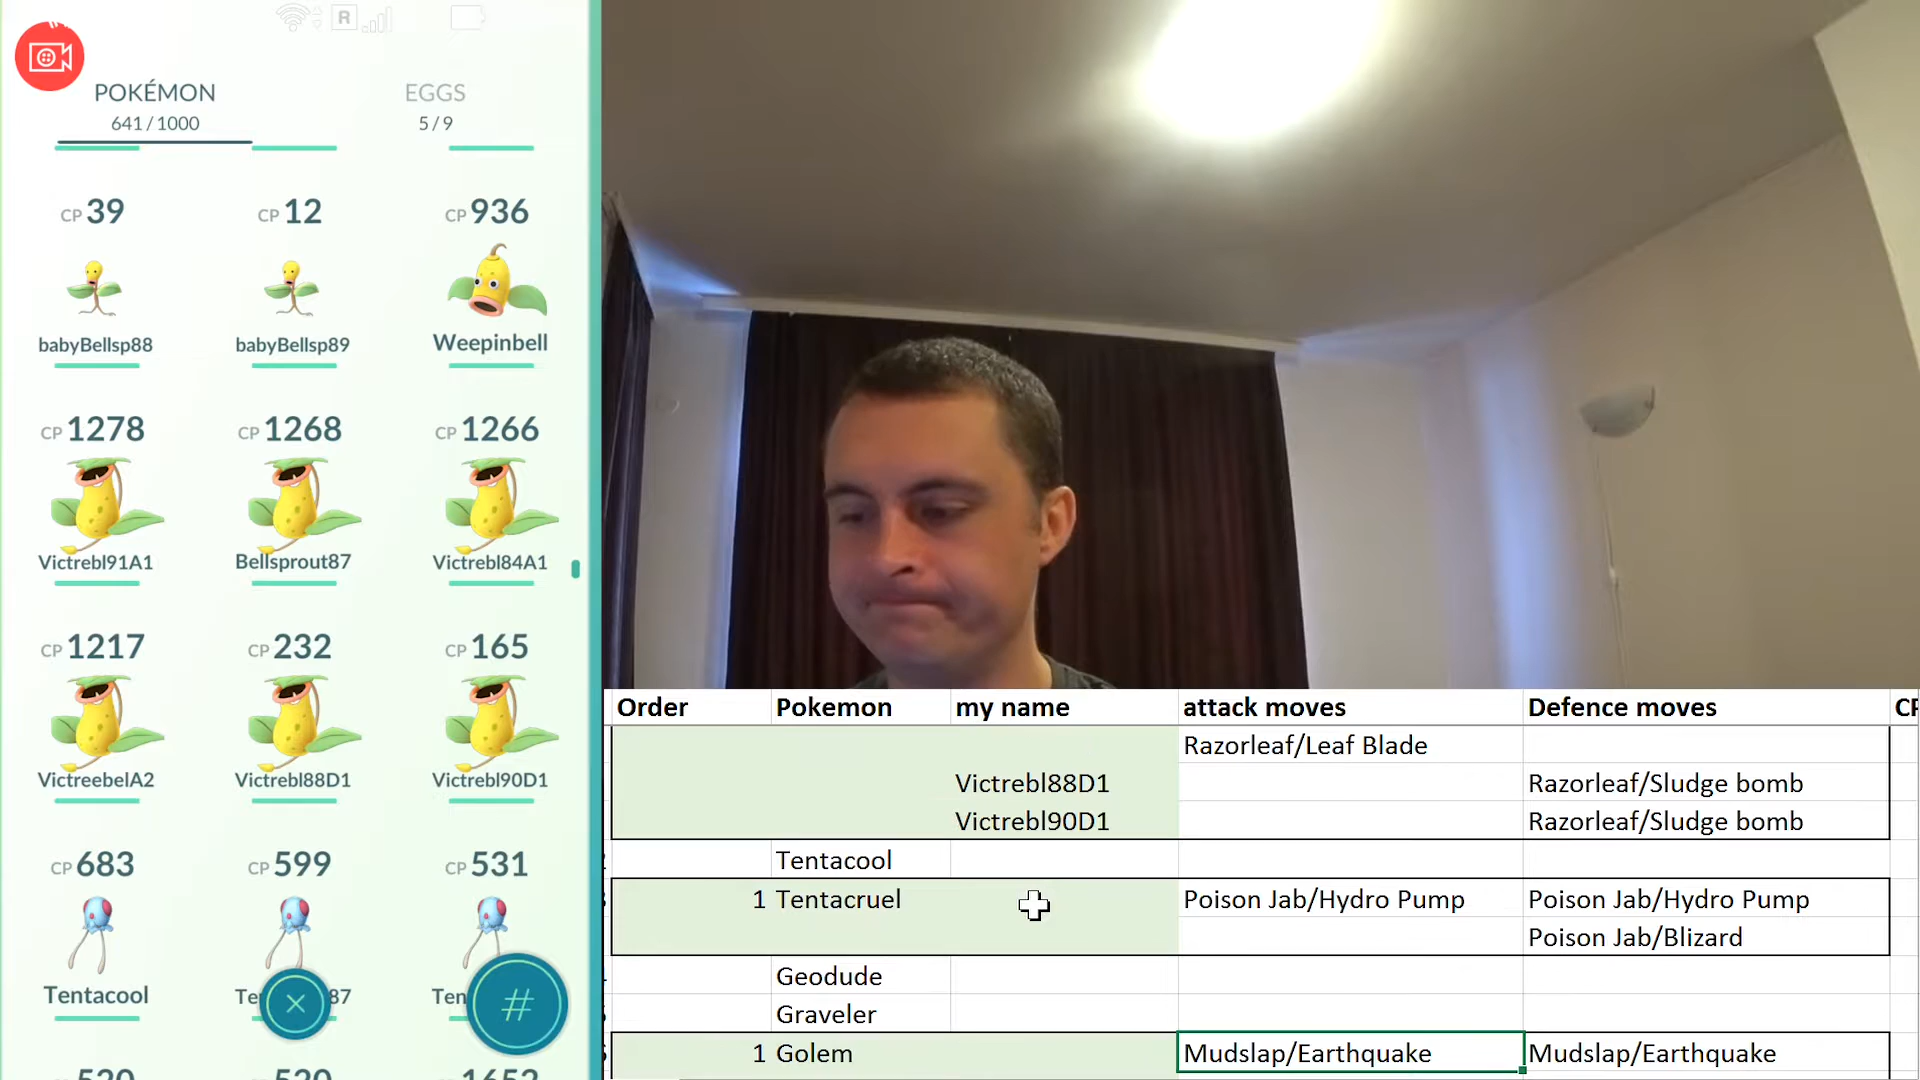 R
POKÉMON EGGS
641 / 1000 5 / 9
CP 39 CP 12 CP 936
babyBellsp88 babyBellsp89 Weepinbell
CP 1278 CP 1268 CP 1266
Victrebl91A1 Bellsprout87 Victrebl84A1
CP 1217 CP 232 CP 165
VictreebelA2 Victrebl88D1 Victrebl90D1
CP 683 CP 599 CP 531
Tentacool
#
Order Pokemon my name attack moves Defence moves
Razorleaf/Leaf Blade
Victrebl88D1 Razorleaf/Sludge bomb
Victrebl90D1 Razorleaf/Sludge bomb
Tentacool
1 Tentacruel Poison Jab/Hydro Pump Poison Jab/Hydro Pump
Poison Jab/Blizard
Geodude
Graveler
1 Golem Mudslap/Earthquake Mudslap/Earthquake